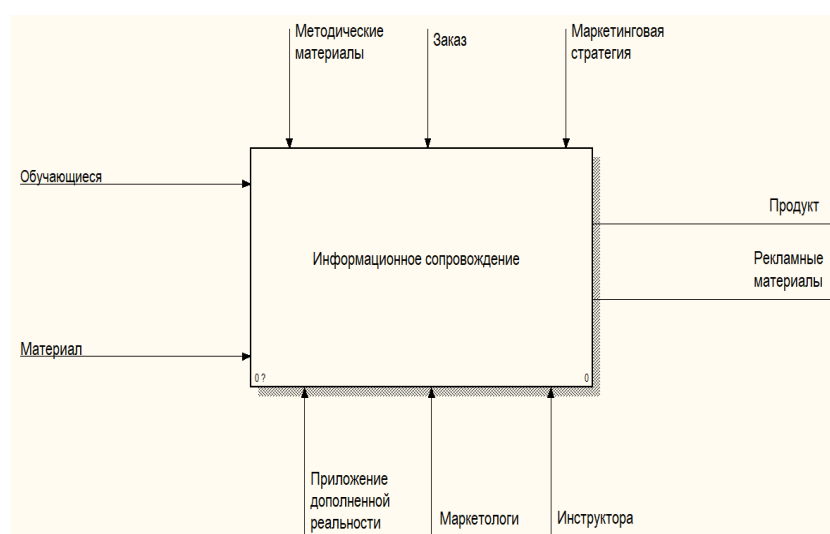 Методические
материалы
Заказ
Маркетинговая
стратегия
Обучающиеся
Продукт
Информационное сопровождение
Рекламные
материалы
Материал
0 ?
0
Приложение
дополненной
реальности
Маркетологи
Инструктора